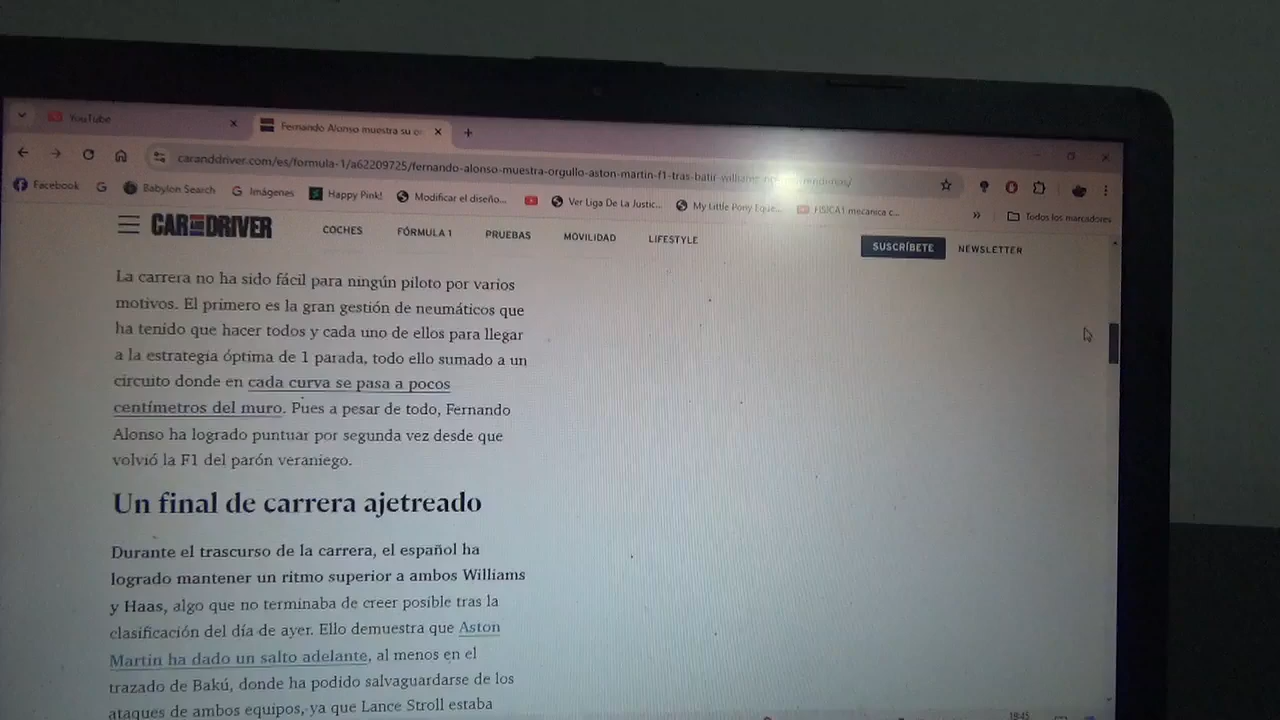 YouTube
Fernando Alonso muestra su o
caranddriver.com/es/formula-1/a62209725/fernando-alonso-muestra-orgullo-aston-martin-f1-tras-batir-williams
Facebook
Babylon Search
Imágenes
Happy Pink!
Modificar el diseño...
Ver Liga De La Justic...
My Little Pony Eque...
FISICA1 mecanica c...
Todos los marcadores
CAR AND DRIVER
COCHES
FÓRMULA 1
PRUEBAS
MOVILIDAD
LIFESTYLE
SUSCRÍBETE
NEWSLETTER
La carrera no ha sido fácil para ningún piloto por varios
motivos. El primero es la gran gestión de neumáticos que
ha tenido que hacer todos y cada uno de ellos para llegar
a la estrategia óptima de 1 parada, todo ello sumado a un
circuito donde en cada curva se pasa a pocos
centímetros del muro. Pues a pesar de todo, Fernando
Alonso ha logrado puntuar por segunda vez desde que
volvió la F1 del parón veraniego.
Un final de carrera ajetreado
Durante el trascurso de la carrera, el español ha
logrado mantener un ritmo superior a ambos Williams
y Haas, algo que no terminaba de creer posible tras la
clasificación del día de ayer. Ello demuestra que Aston
Martin ha dado un salto adelante, al menos en el
trazado de Bakú, donde ha podido salvaguardarse de los
ataques de ambos equipos, ya que Lance Stroll estaba
18:45